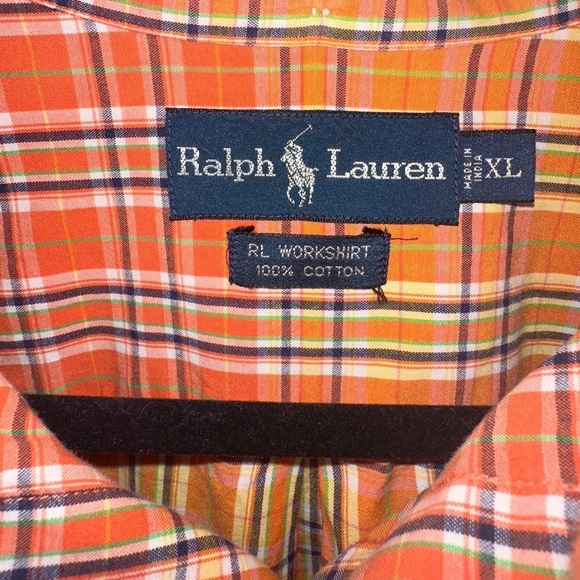 Ralph Lauren
MADE IN
INDIA
XL
RL WORKSHIRT
100% COTTON